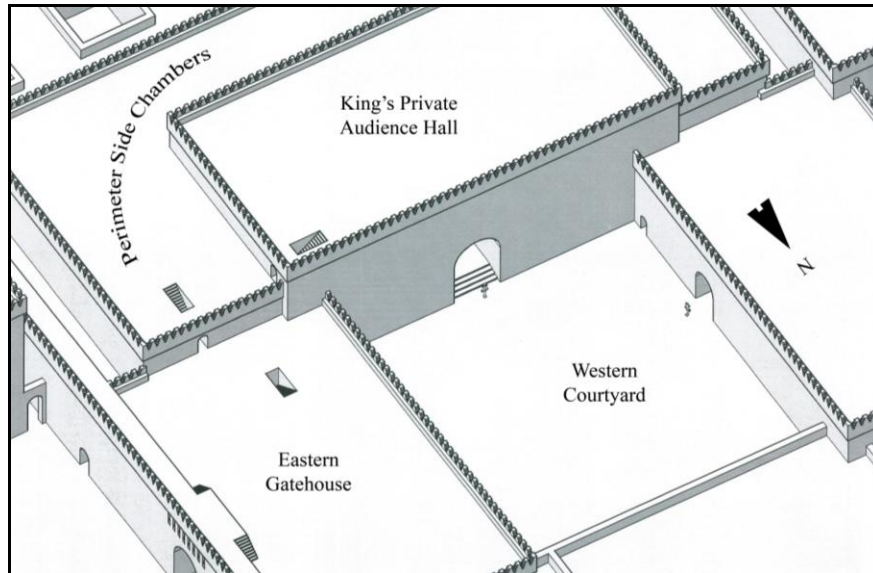 Perimeter Side Chambers
King's Private
Audience Hall
N
Western
Courtyard
Eastern
Gatehouse